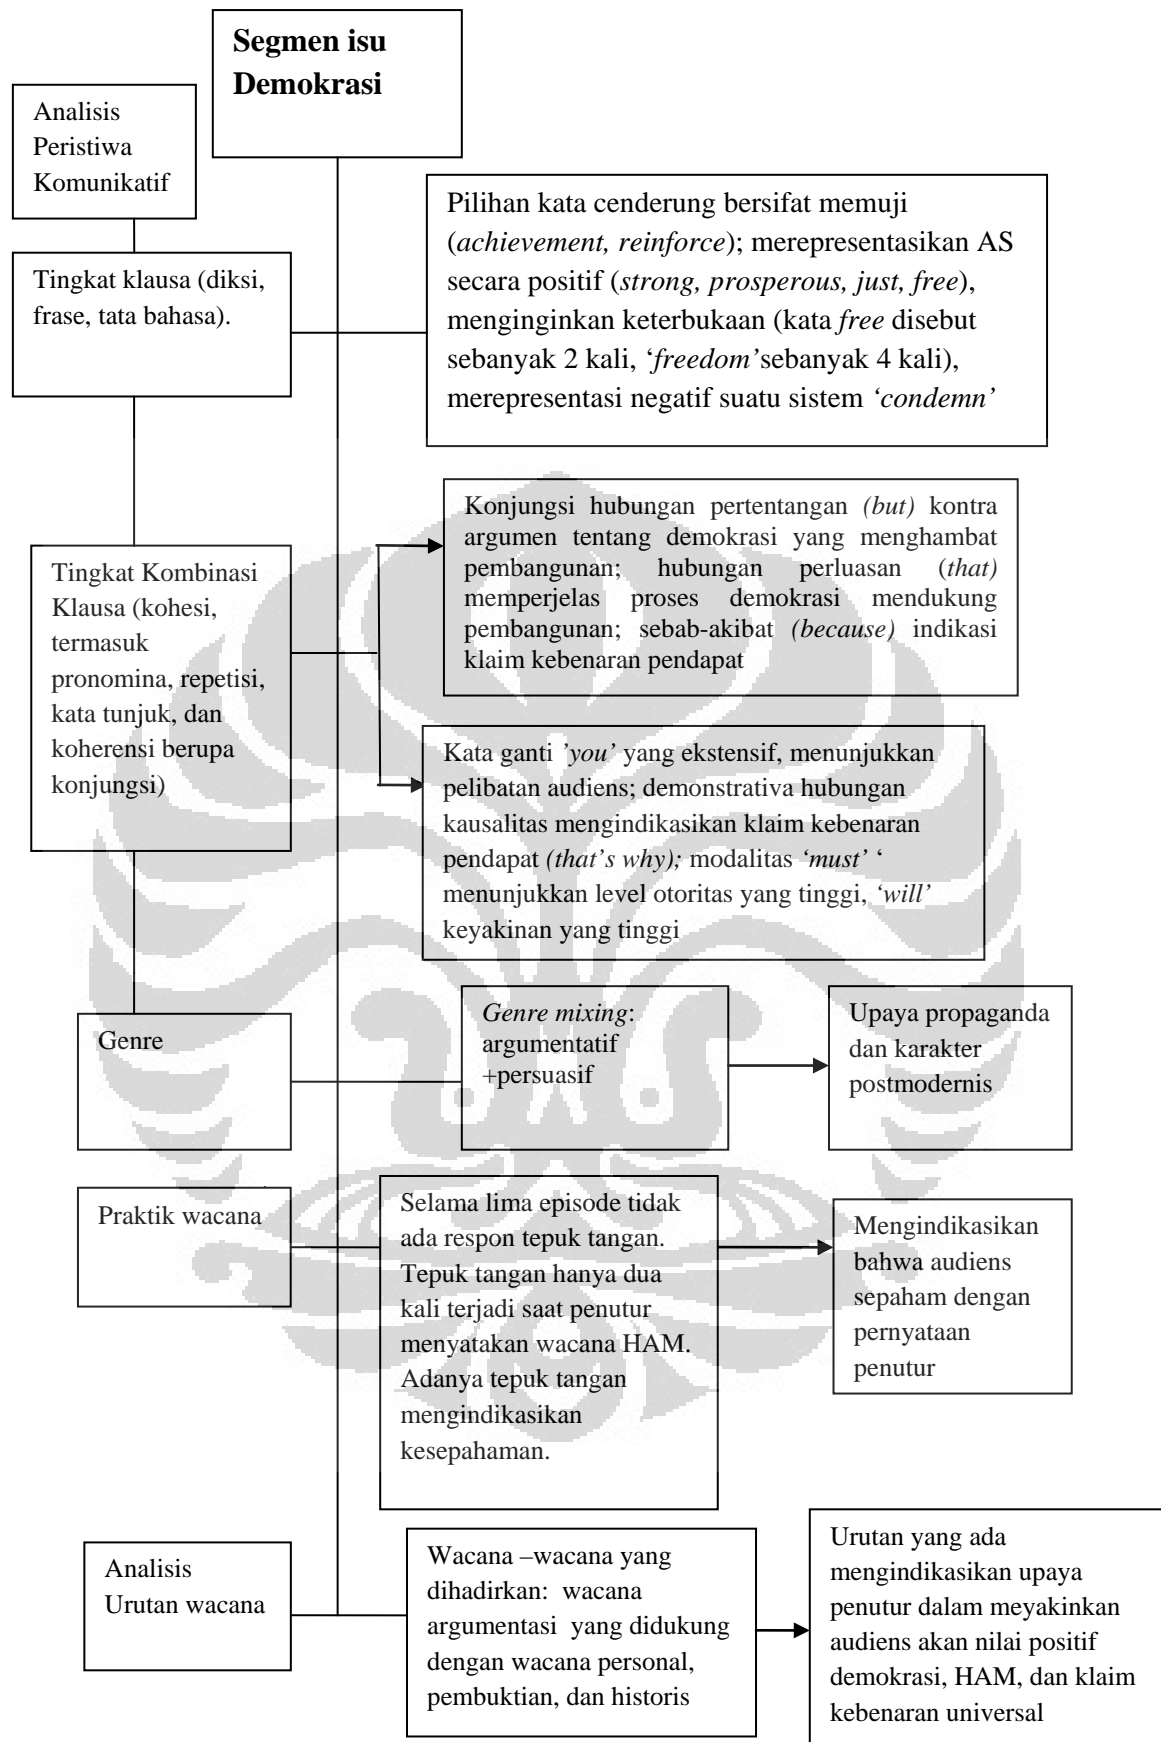 Segmen isu
Demokrasi
Analisis
Peristiwa
Komunikatif
Tingkat klausa (diksi,
frase, tata bahasa).
Pilihan kata cenderung bersifat memuji
(achievement, reinforce); merepresentasikan AS
secara positif (strong, prosperous, just, free),
menginginkan keterbukaan (kata free disebut
sebanyak 2 kali, ‘freedom’sebanyak 4 kali),
merepresentasi negatif suatu sistem ‘condemn’
Tingkat Kombinasi
Klausa (kohesi,
termasuk
pronomina, repetisi,
kata tunjuk, dan
koherensi berupa
konjungsi)
Konjungsi hubungan pertentangan (but) kontra
argumen tentang demokrasi yang menghambat
pembangunan; hubungan perluasan (that)
memperjelas proses demokrasi mendukung
pembangunan; sebab-akibat (because) indikasi
klaim kebenaran pendapat
Kata ganti ’you’ yang ekstensif, menunjukkan
pelibatan audiens; demonstrativa hubungan
kausalitas mengindikasikan klaim kebenaran
pendapat (that’s why); modalitas ‘must’ ‘
menunjukkan level otoritas yang tinggi, ‘will’
keyakinan yang tinggi
Genre
Genre mixing:
argumentatif
+persuasif
Upaya propaganda
dan karakter
postmodernis
Praktik wacana
Selama lima episode tidak
ada respon tepuk tangan.
Tepuk tangan hanya dua
kali terjadi saat penutur
menyatakan wacana HAM.
Adanya tepuk tangan
mengindikasikan
kesepahaman.
Mengindikasikan
bahwa audiens
sepaham dengan
pernyataan
penutur
Analisis
Urutan wacana
Wacana –wacana yang
dihadirkan: wacana
argumentasi yang didukung
dengan wacana personal,
pembuktian, dan historis
Urutan yang ada
mengindikasikan upaya
penutur dalam meyakinkan
audiens akan nilai positif
demokrasi, HAM, dan klaim
kebenaran universal